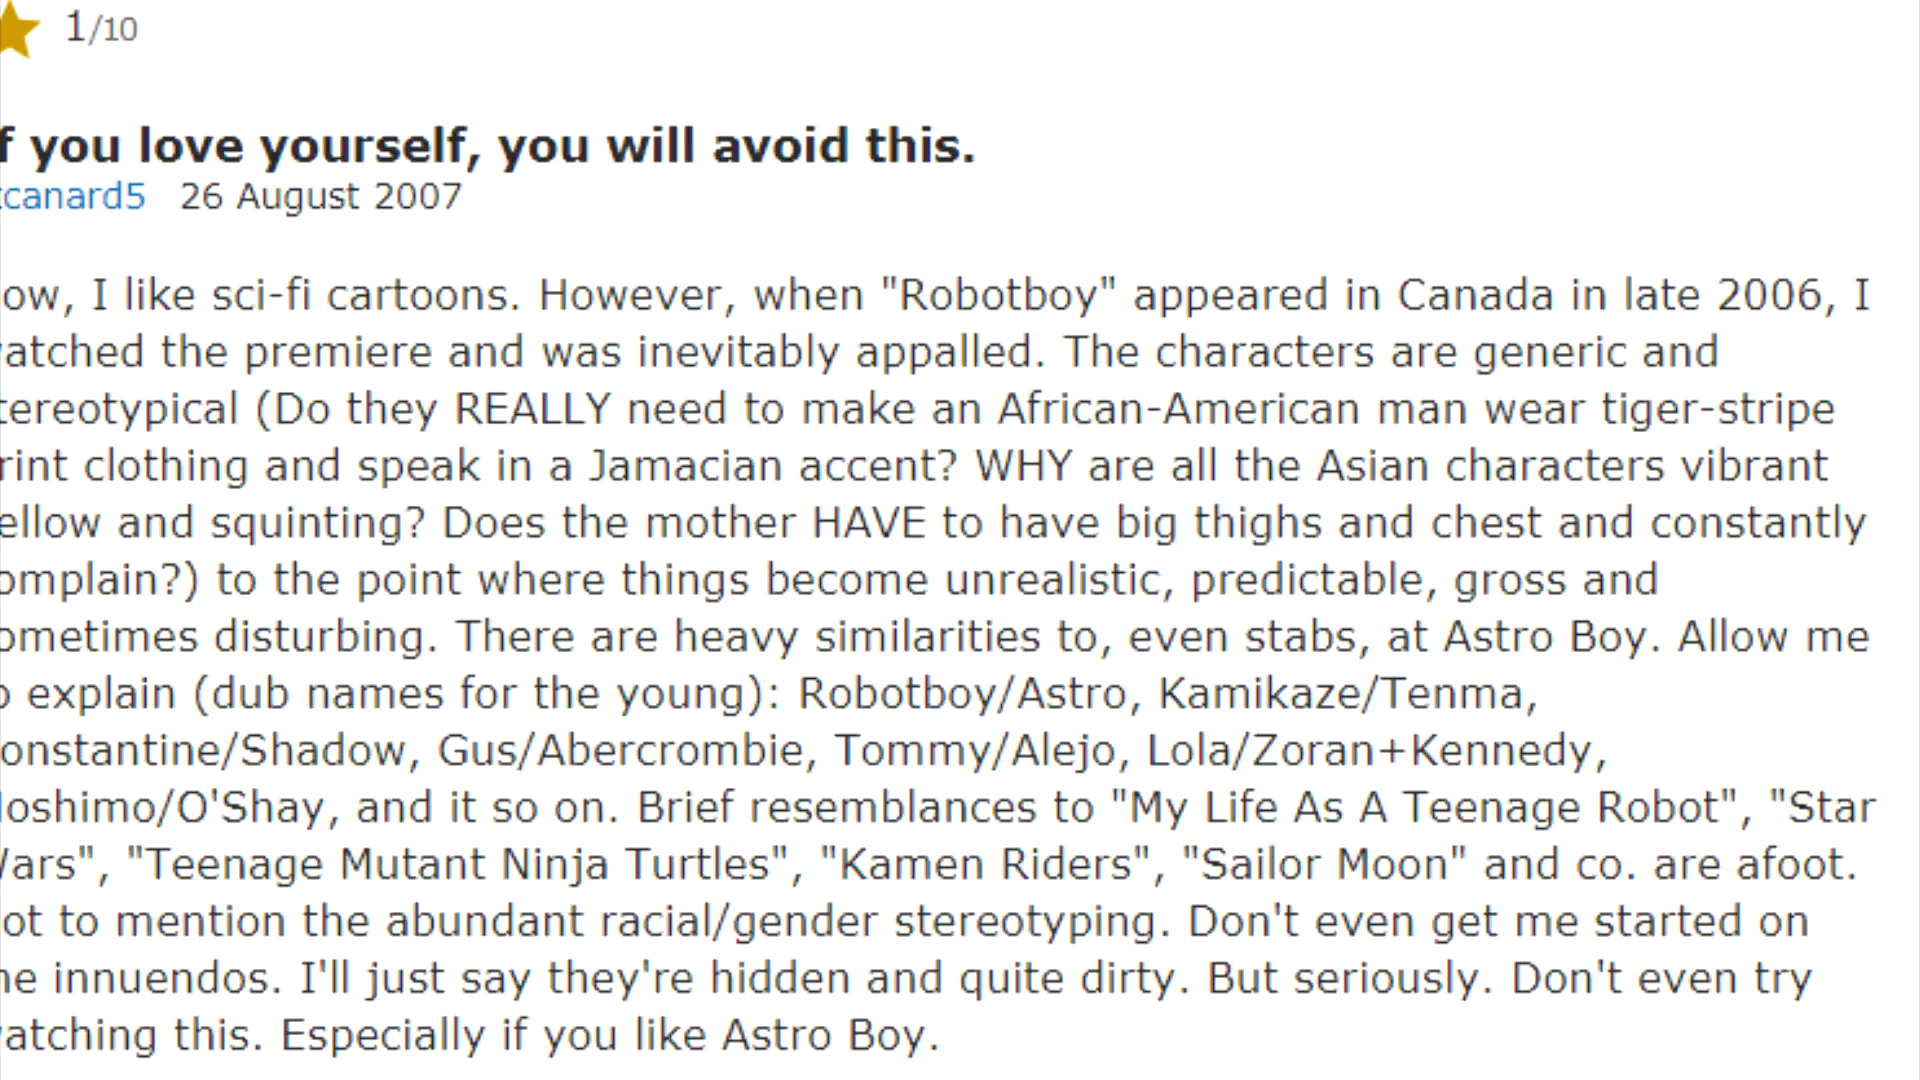 1/10
f you love yourself, you will avoid this.
canard5 26 August 2007
ow, I like sci-fi cartoons. However, when "Robotboy" appeared in Canada in late 2006, I
atched the premiere and was inevitably appalled. The characters are generic and
tereotypical (Do they REALLY need to make an African-American man wear tiger-stripe
rint clothing and speak in a Jamacian accent? WHY are all the Asian characters vibrant
ellow and squinting? Does the mother HAVE to have big thighs and chest and constantly
omplain?) to the point where things become unrealistic, predictable, gross and
ometimes disturbing. There are heavy similarities to, even stabs, at Astro Boy. Allow me
o explain (dub names for the young): Robotboy/Astro, Kamikaze/Tenma,
onstantine/Shadow, Gus/Abercrombie, Tommy/Alejo, Lola/Zoran+Kennedy,
oshimo/O'Shay, and it so on. Brief resemblances to "My Life As A Teenage Robot", "Star
ars", "Teenage Mutant Ninja Turtles", "Kamen Riders", "Sailor Moon" and co. are afoot.
ot to mention the abundant racial/gender stereotyping. Don't even get me started on
he innuendos. I'll just say they're hidden and quite dirty. But seriously. Don't even try
atching this. Especially if you like Astro Boy.